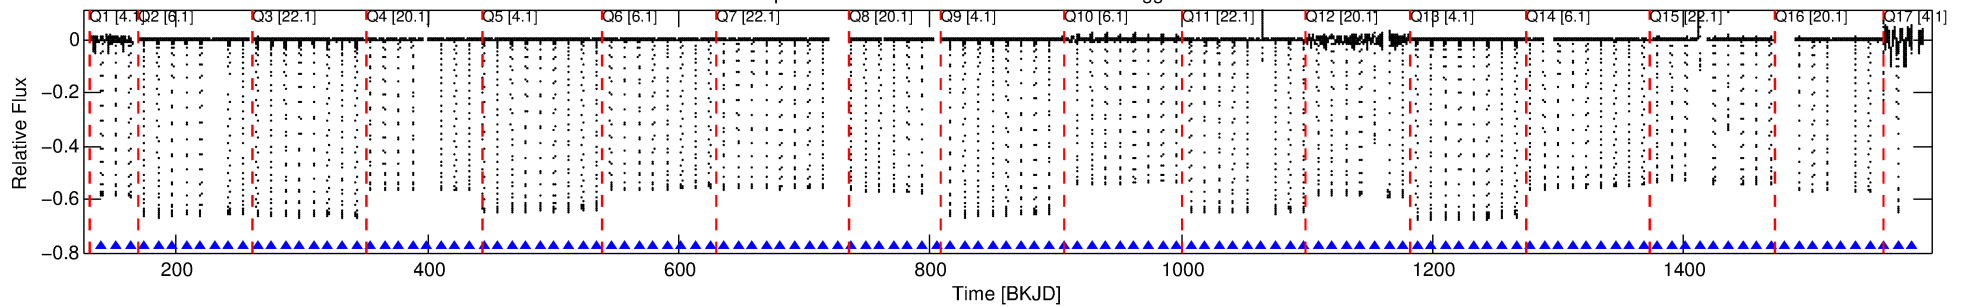 Q1 [4.1] Q2 [6.1] Q3 [22.1] Q4 [20.1] Q5 [4.1] Q6 [6.1] Q7 [22.1] Q8 [20.1] Q9 [4.1] Q10 [6.1] Q11 [22.1] Q12 [20.1] Q13 [4.1] Q14 [6.1] Q15 [22.1] Q16 [20.1] Q17 [4.1]
0
−0.2
−0.4
−0.6
−0.8
Relative Flux
200 400 600 800 1000 1200 1400
Time [BKJD]